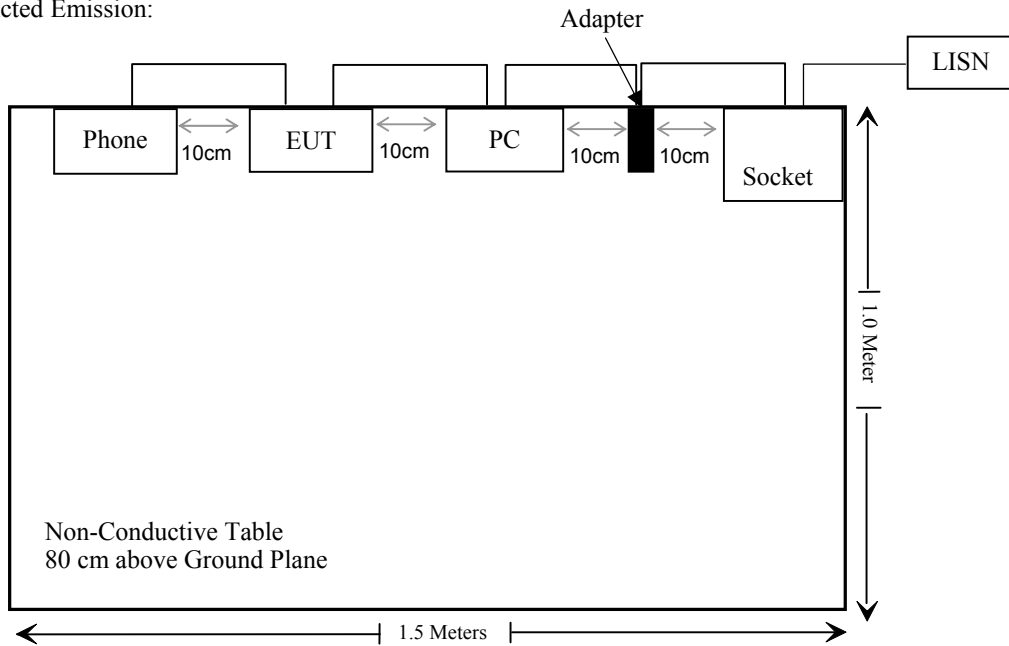 cted Emission:
Adapter
LISN
Phone
10cm
EUT
10cm
PC
10cm
10cm
Socket
1.0 Meter
Non-Conductive Table
80 cm above Ground Plane
1.5 Meters